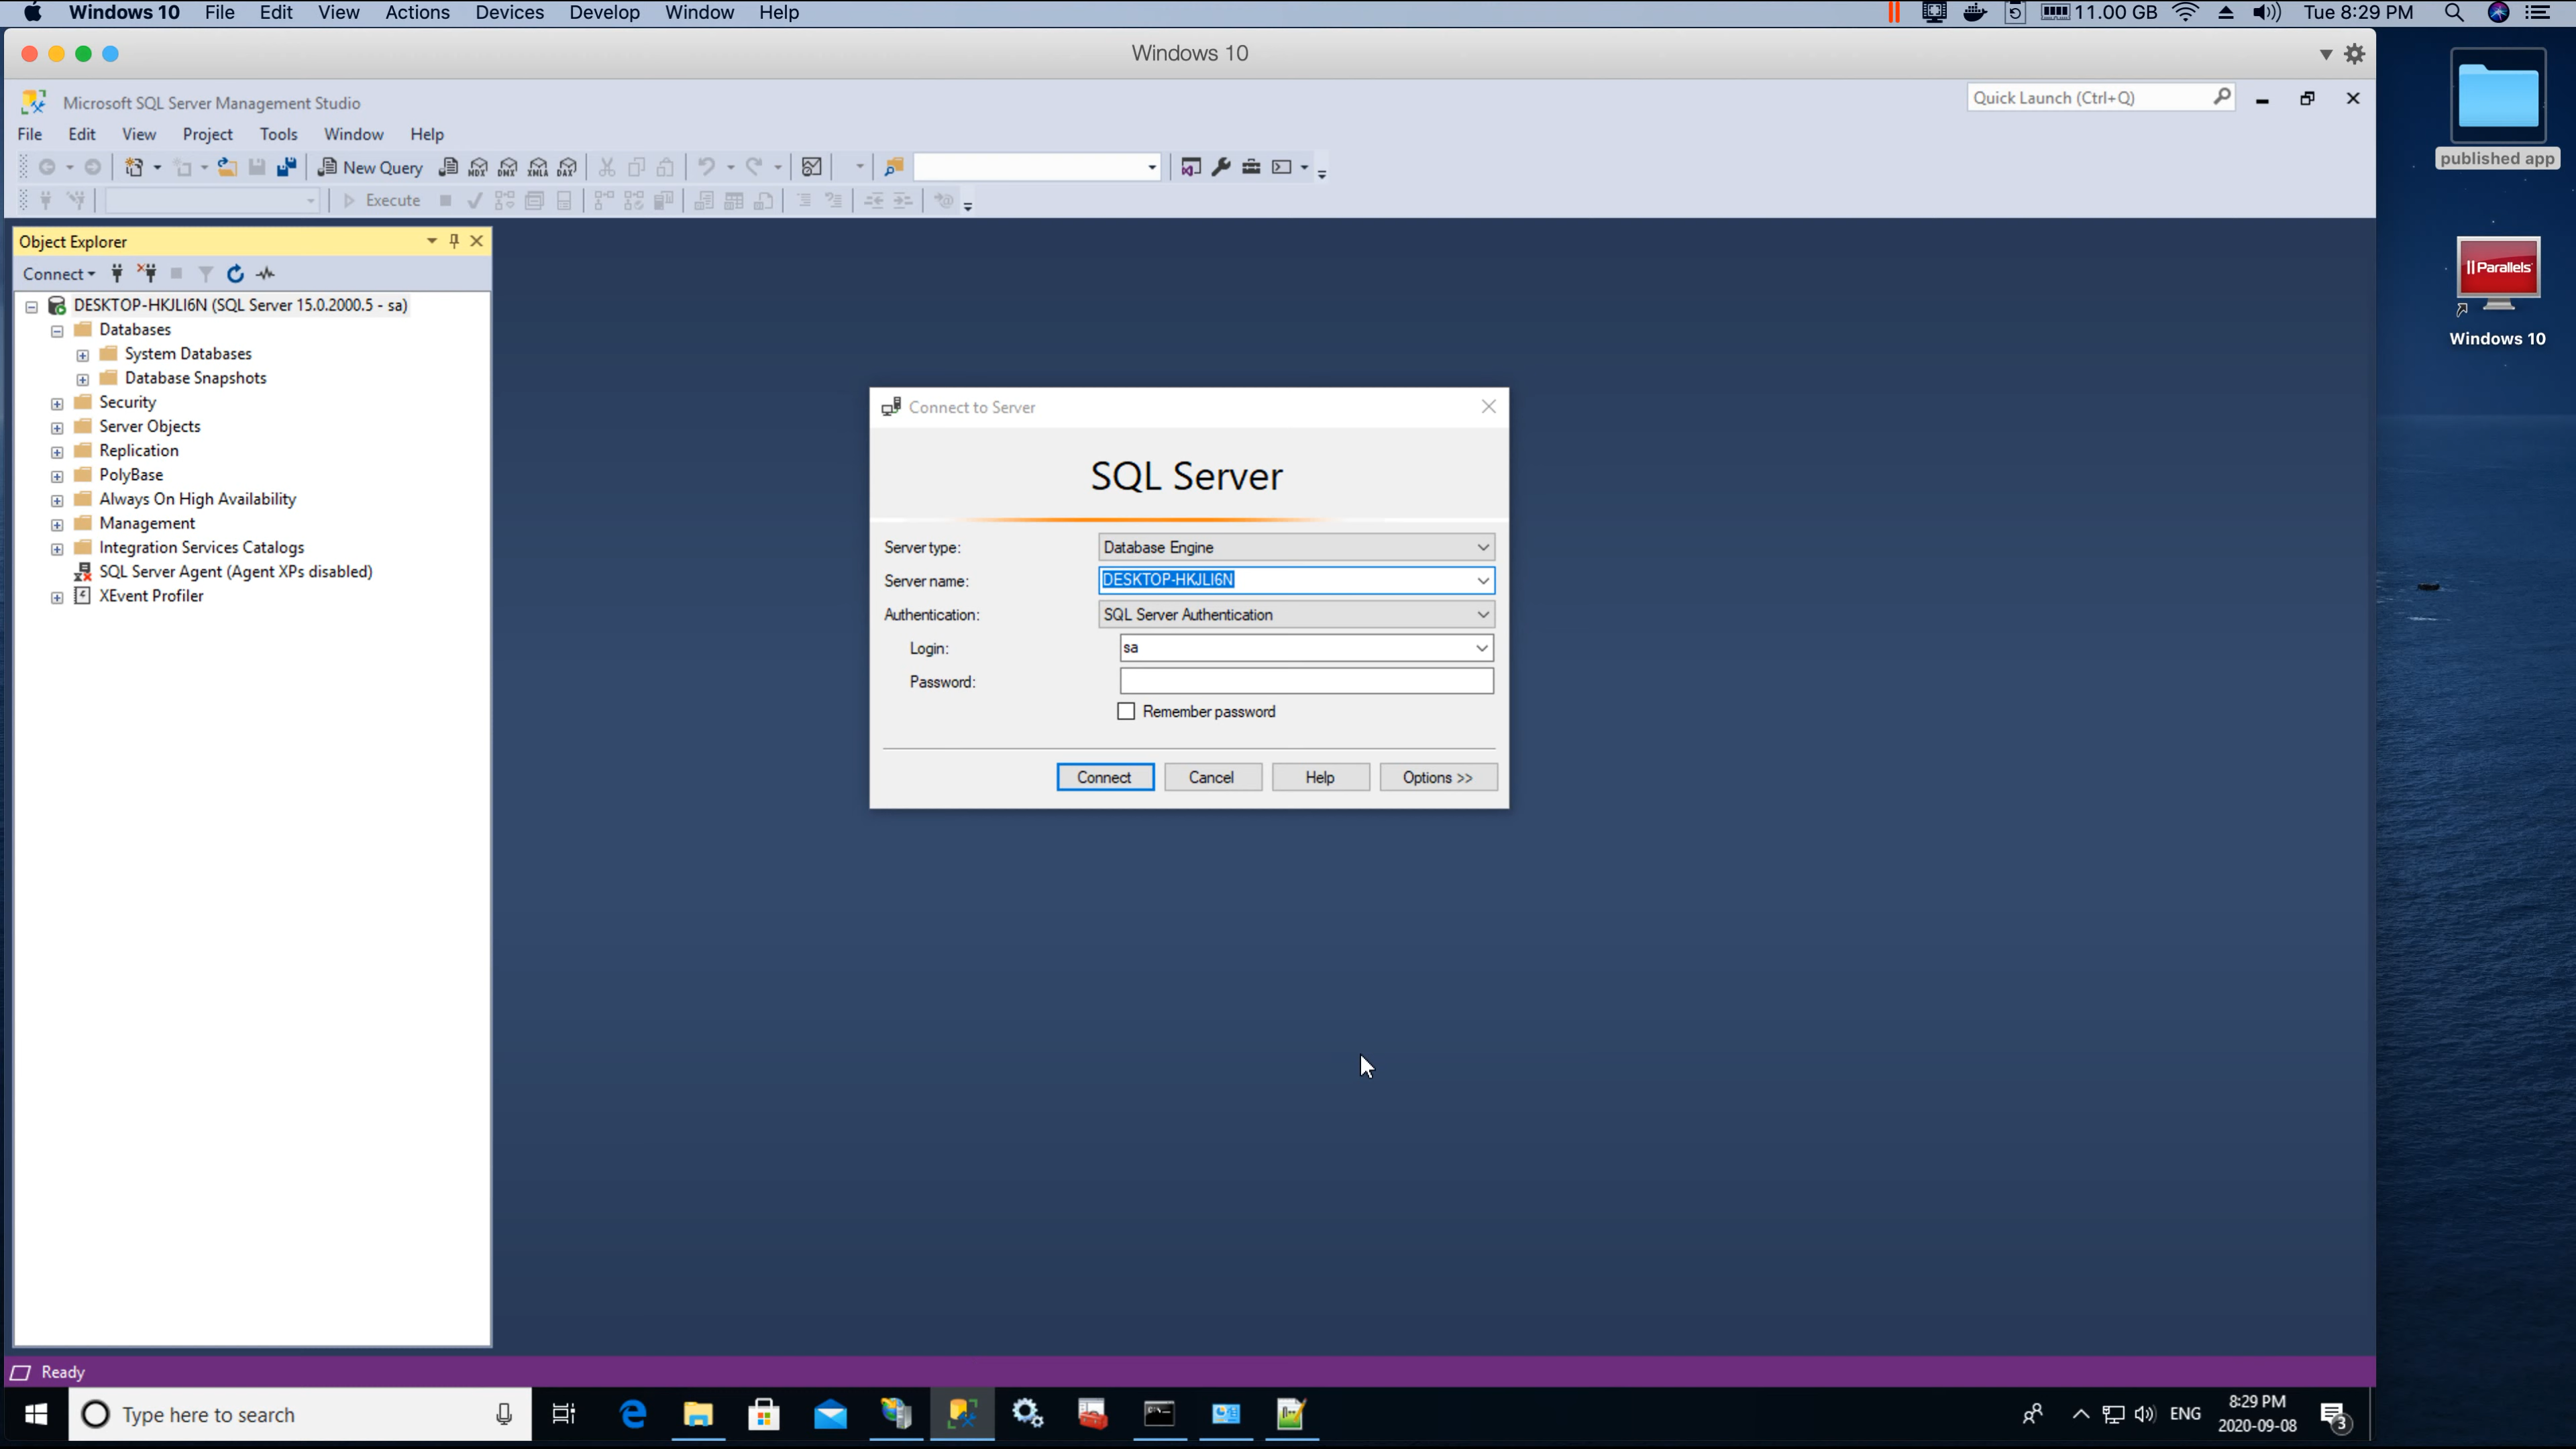 Windows 10 File Edit View Actions Devices Develop Window Help
11.00 GB Tue 8:29 PM
Windows 10
Microsoft SQL Server Management Studio
Quick Launch (Ctrl+Q)
File Edit View Project Tools Window Help
New Query MDX DMX XMLA DAX
Execute
Object Explorer
Connect
DESKTOP-HKJLI6N (SQL Server 15.0.2000.5 - sa)
Databases
System Databases
Database Snapshots
Security
Server Objects
Replication
PolyBase
Always On High Availability
Management
Integration Services Catalogs
SQL Server Agent (Agent XPs disabled)
XEvent Profiler
Connect to Server
SQL Server
Server type: Database Engine
Server name: DESKTOP-HKJLI6N
Authentication: SQL Server Authentication
Login: sa
Password:
Remember password
Connect Cancel Help Options >>
published app
Parallels
Windows 10
Ready
Type here to search
ENG
8:29 PM
2020-09-08
3